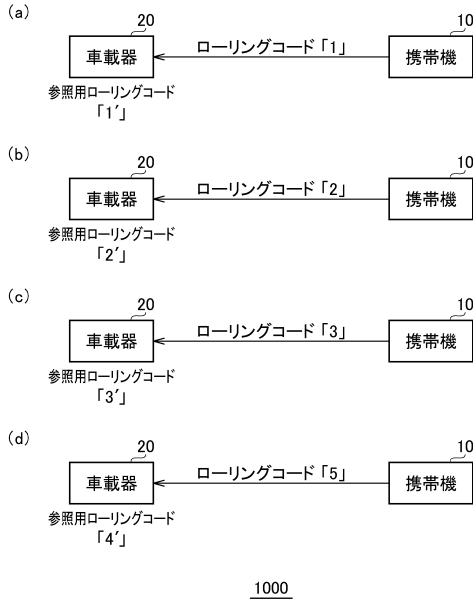 (a)
20
10
車載器
ローリングコード「1」
携帯機
参照用ローリングコード
「1′」
(b)
20
10
車載器
ローリングコード「2」
携帯機
参照用ローリングコード
「2′」
(c)
20
10
車載器
ローリングコード「3」
携帯機
参照用ローリングコード
「3′」
(d)
20
10
車載器
ローリングコード「5」
携帯機
参照用ローリングコード
「4′」
1000